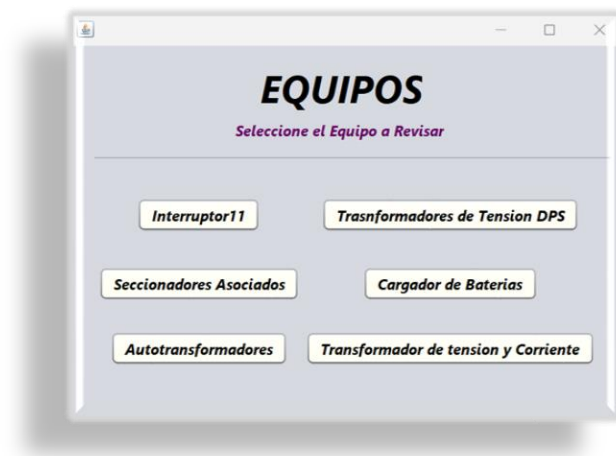 EQUIPOS
Seleccione el Equipo a Revisar
Interruptor11
Trasnformadores de Tension DPS
Seccionadores Asociados
Cargador de Baterias
Autotransformadores
Transformador de tension y Corriente